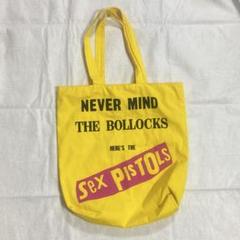 NEVER MIND
THE BOLLOCKS
HERE'S THE
Sex PISTOLS